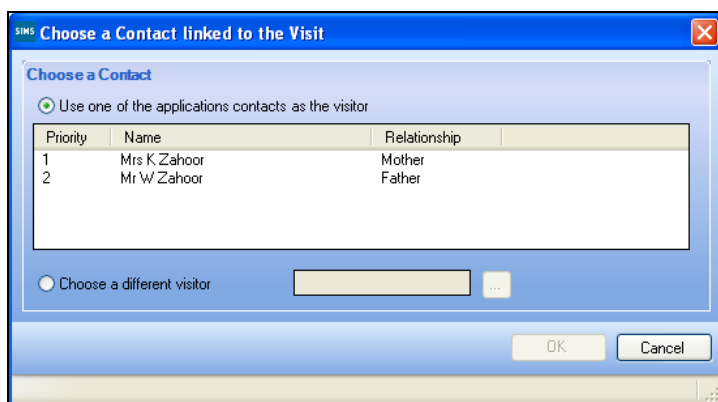 SIMS Choose a Contact linked to the Visit
Choose a Contact
Use one of the applications contacts as the visitor
Priority Name Relationship
1 Mrs K Zahoor Mother
2 Mr W Zahoor Father
Choose a different visitor ...
OK Cancel